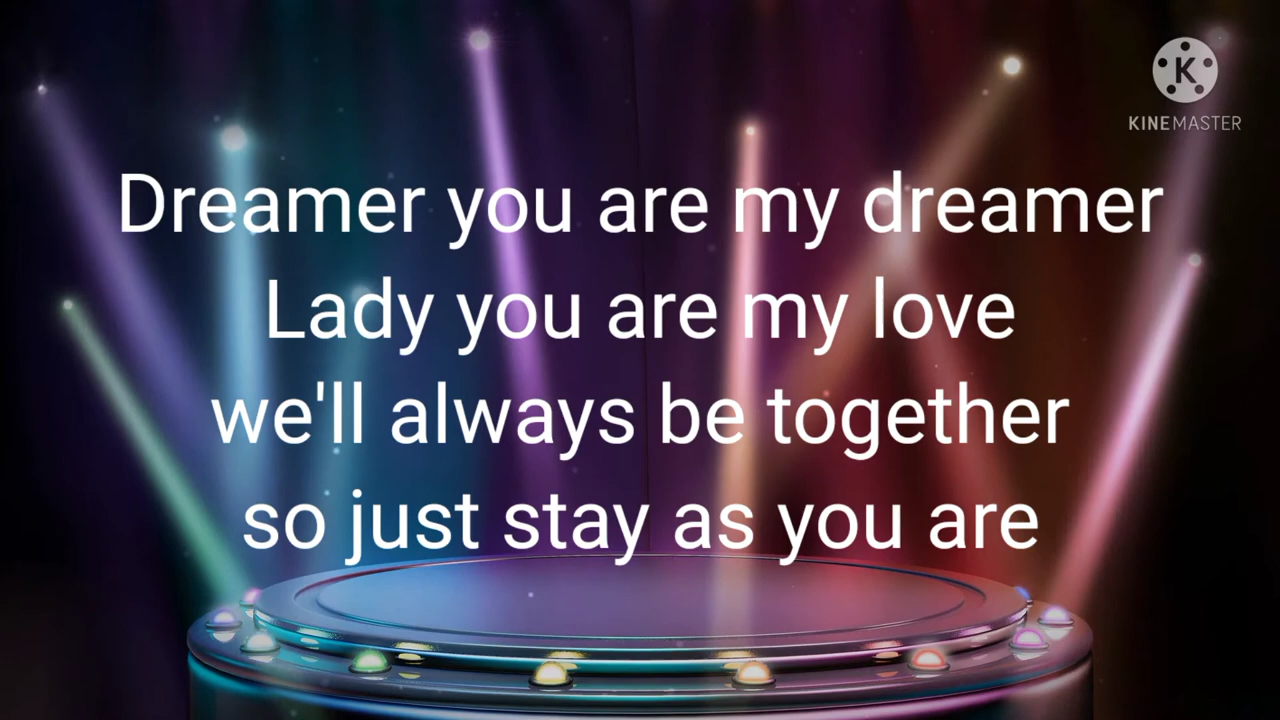 K
KINEMASTER
Dreamer you are my dreamer
Lady you are my love
we'll always be together
so just stay as you are